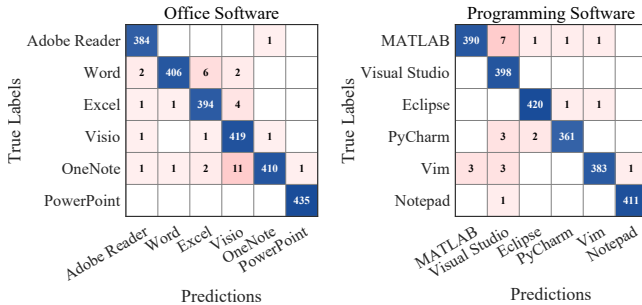 Office Software
Programming Software
True Labels
Adobe Reader 384 1
Word 2 406 6 2
Excel 1 1 394 4
Visio 1 1 419 1
OneNote 1 1 2 11 410 1
PowerPoint 435
Adobe Reader Word Excel Visio OneNote PowerPoint
Predictions
True Labels
MATLAB 390 7 1 1 1
Visual Studio 398
Eclipse 420 1 1
PyCharm 3 2 361
Vim 3 3 383 1
Notepad 1 411
MATLAB Visual Studio Eclipse PyCharm Vim Notepad
Predictions